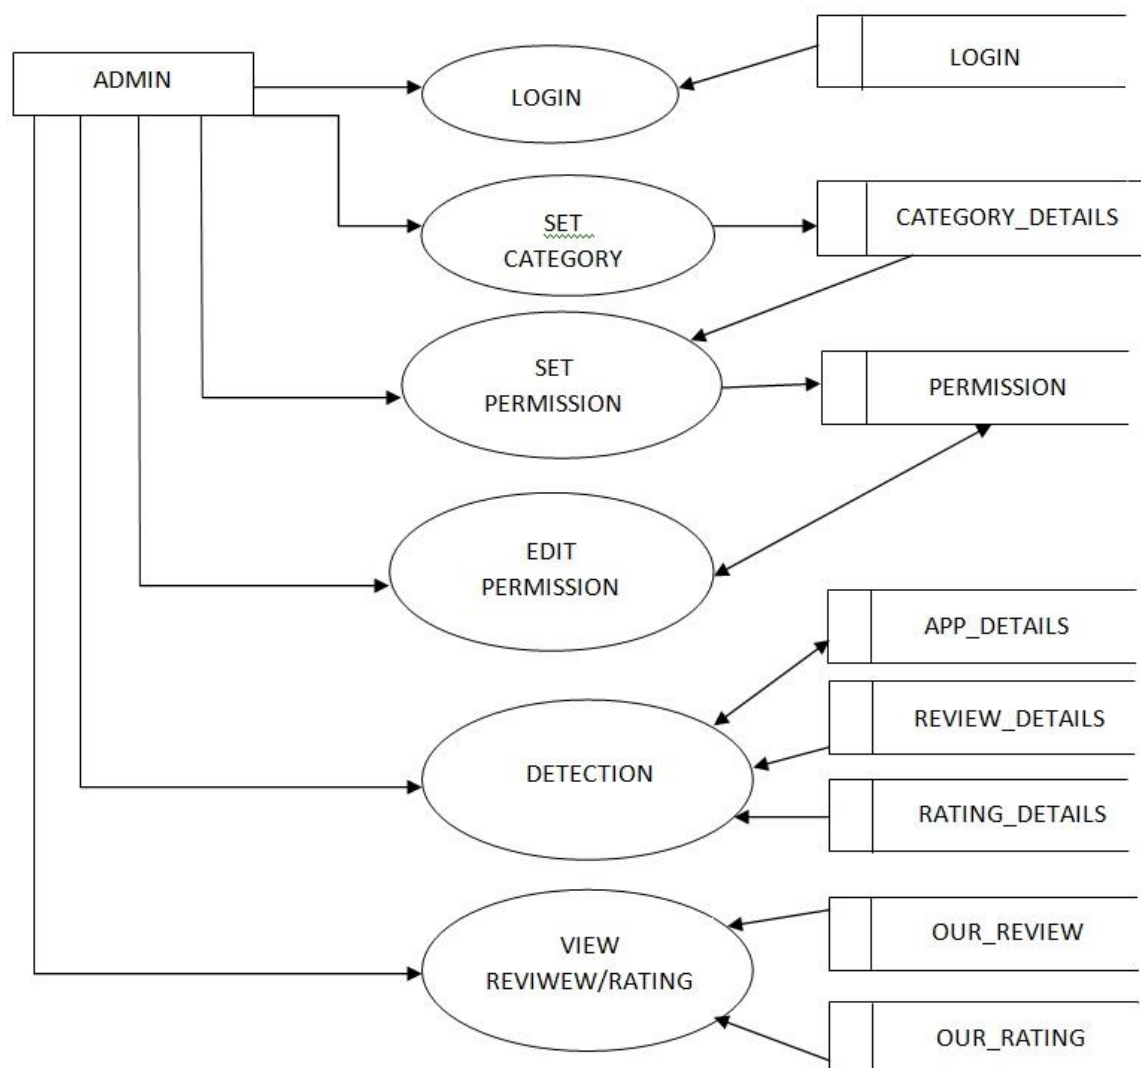 ADMIN
LOGIN
LOGIN
SET
CATEGORY
CATEGORY_DETAILS
SET
PERMISSION
PERMISSION
EDIT
PERMISSION
APP_DETAILS
REVIEW_DETAILS
DETECTION
RATING_DETAILS
VIEW
REVIWEW/RATING
OUR_REVIEW
OUR_RATING